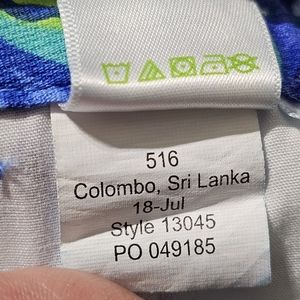 516
Colombo, Sri Lanka
18-Jul
Style 13045
PO 049185